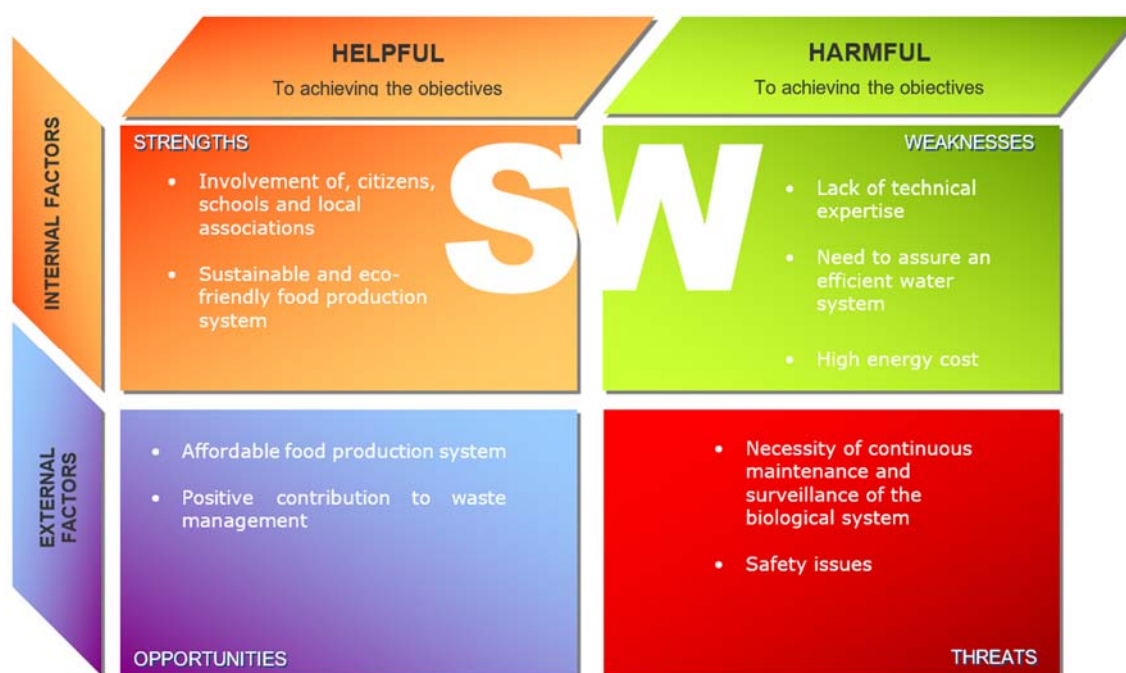 HELPFUL
To achieving the objectives
HARMFUL
To achieving the objectives
INTERNAL FACTORS
STRENGTHS
• Involvement of, citizens,
schools and local
associations
• Sustainable and eco-
friendly food production
system
SW
WEAKNESSES
• Lack of technical
expertise
• Need to assure an
efficient water
system
• High energy cost
EXTERNAL
FACTORS
• Affordable food production system
• Positive contribution to waste
management
OPPORTUNITIES
• Necessity of continuous
maintenance and
surveillance of the
biological system
• Safety issues
THREATS